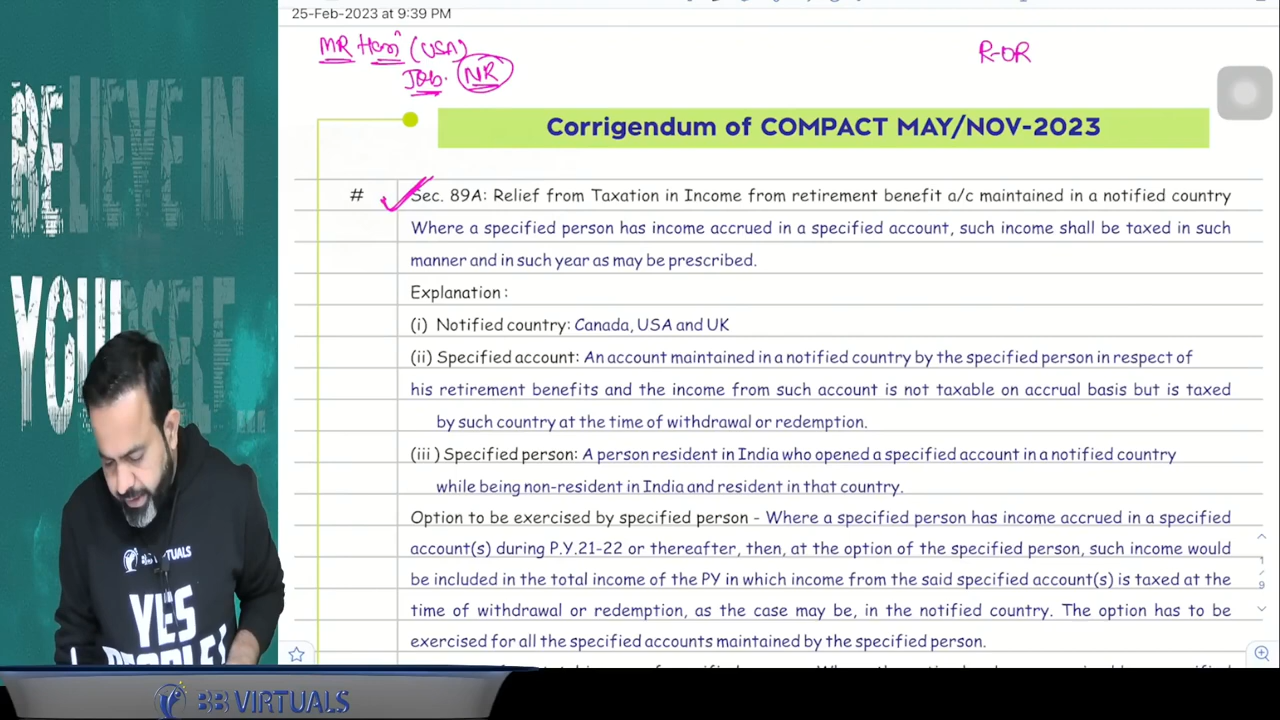 25-Feb-2023 at 9:39 PM
MR Hari (USA)
Job. NR
R-OR
BELIEVE IN
YOURSELF...
Corrigendum of COMPACT MAY/NOV-2023
# Sec. 89A: Relief from Taxation in Income from retirement benefit a/c maintained in a notified country
Where a specified person has income accrued in a specified account, such income shall be taxed in such
manner and in such year as may be prescribed.
Explanation :
(i) Notified country: Canada, USA and UK
(ii) Specified account: An account maintained in a notified country by the specified person in respect of
his retirement benefits and the income from such account is not taxable on accrual basis but is taxed
by such country at the time of withdrawal or redemption.
(iii ) Specified person: A person resident in India who opened a specified account in a notified country
while being non-resident in India and resident in that country.
Option to be exercised by specified person - Where a specified person has income accrued in a specified
account(s) during P.Y.21-22 or thereafter, then, at the option of the specified person, such income would
be included in the total income of the PY in which income from the said specified account(s) is taxed at the
time of withdrawal or redemption, as the case may be, in the notified country. The option has to be
exercised for all the specified accounts maintained by the specified person.
1
/
9
BB VIRTUALS
YES
PEOPLE!
BB VIRTUALS